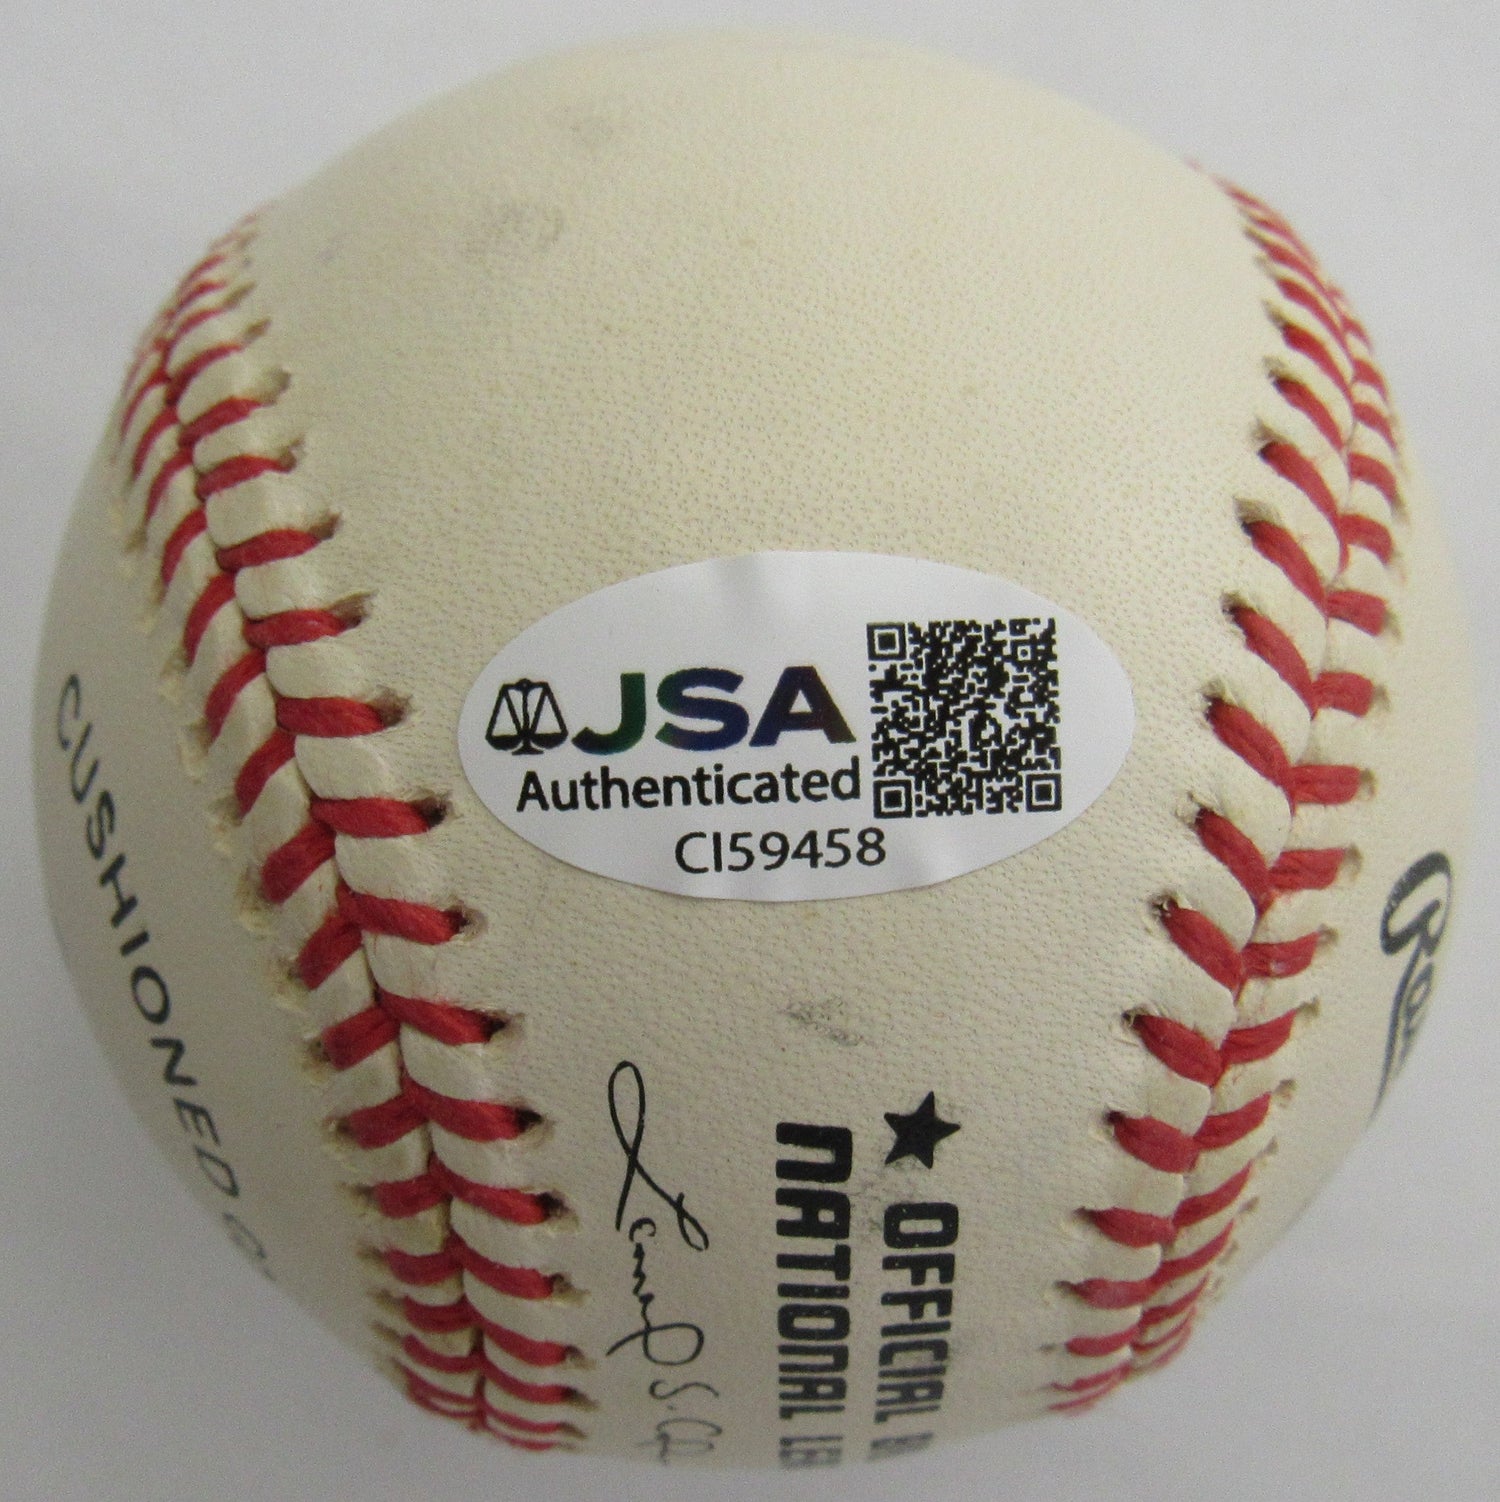 JSA
Authenticated
CI59458
CUSHIONED
OFFICIAL
NATIONAL